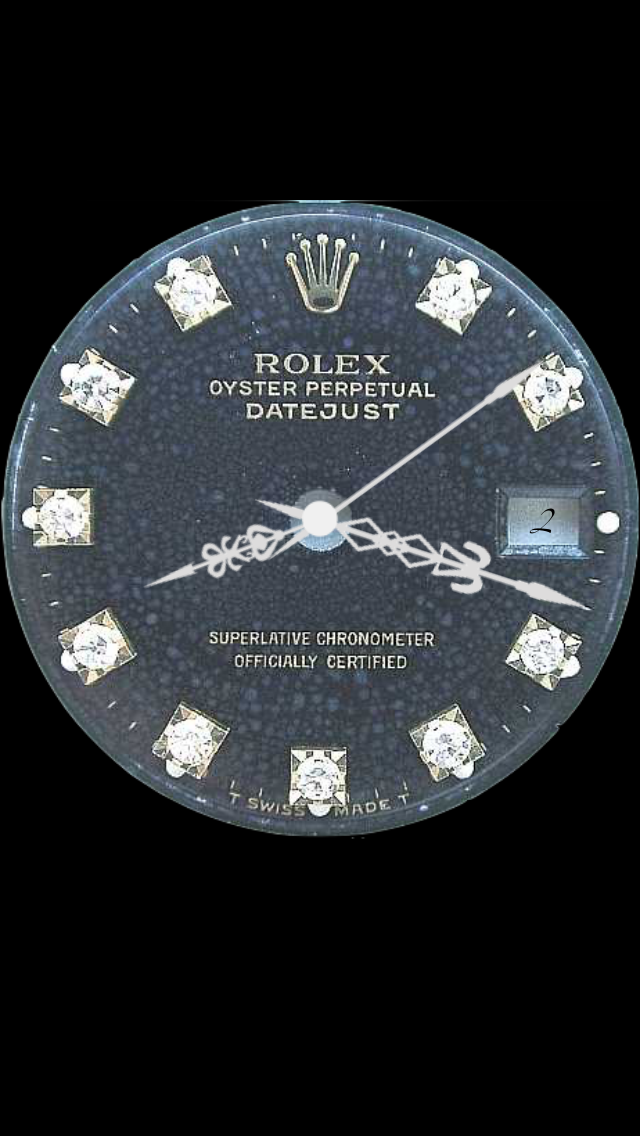 ROLEX
OYSTER PERPETUAL
DATEJUST
2
SUPERLATIVE CHRONOMETER
OFFICIALLY CERTIFIED
T SWISS MADE T